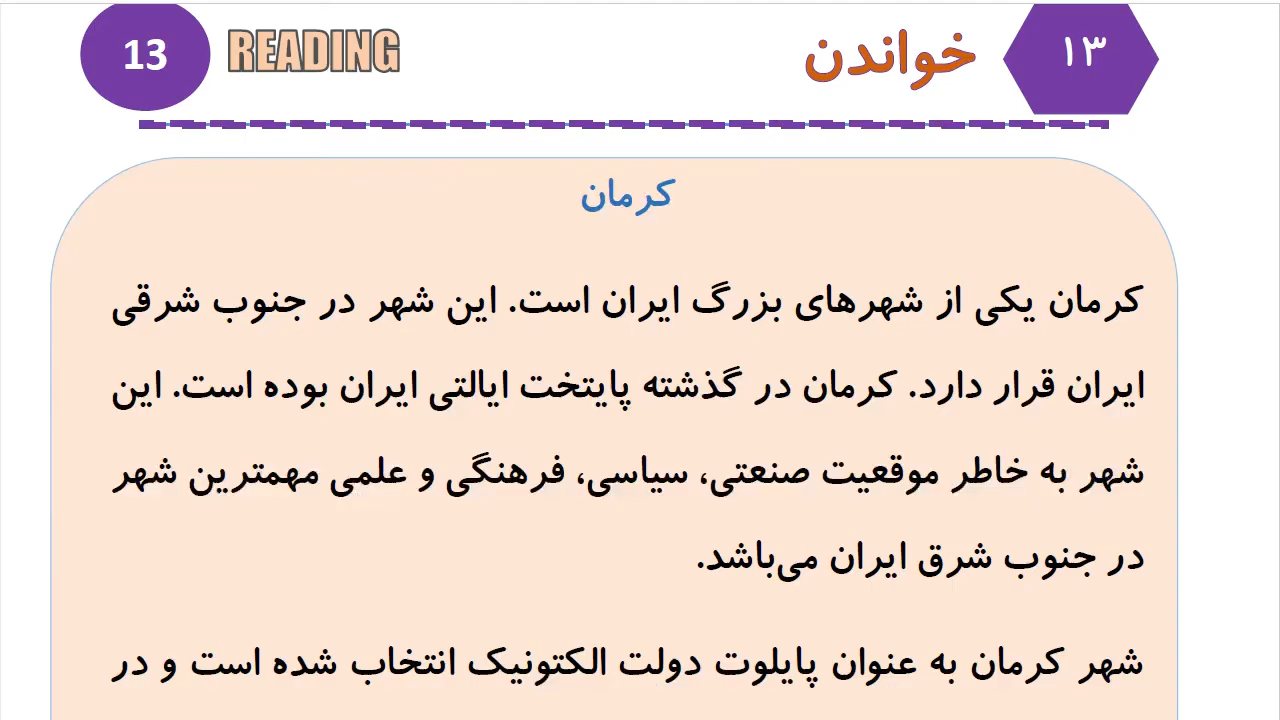 13 READING خواندن ۱۳
کرمان
کرمان یکی از شهرهای بزرگ ایران است. این شهر در جنوب شرقی
ایران قرار دارد. کرمان در گذشته پایتخت ایالتی ایران بوده است. این
شهر به خاطر موقعیت صنعتی، سیاسی، فرهنگی و علمی مهمترین شهر
در جنوب شرق ایران می‌باشد.
شهر کرمان به عنوان پایلوت دولت الکتونیک انتخاب شده است و در